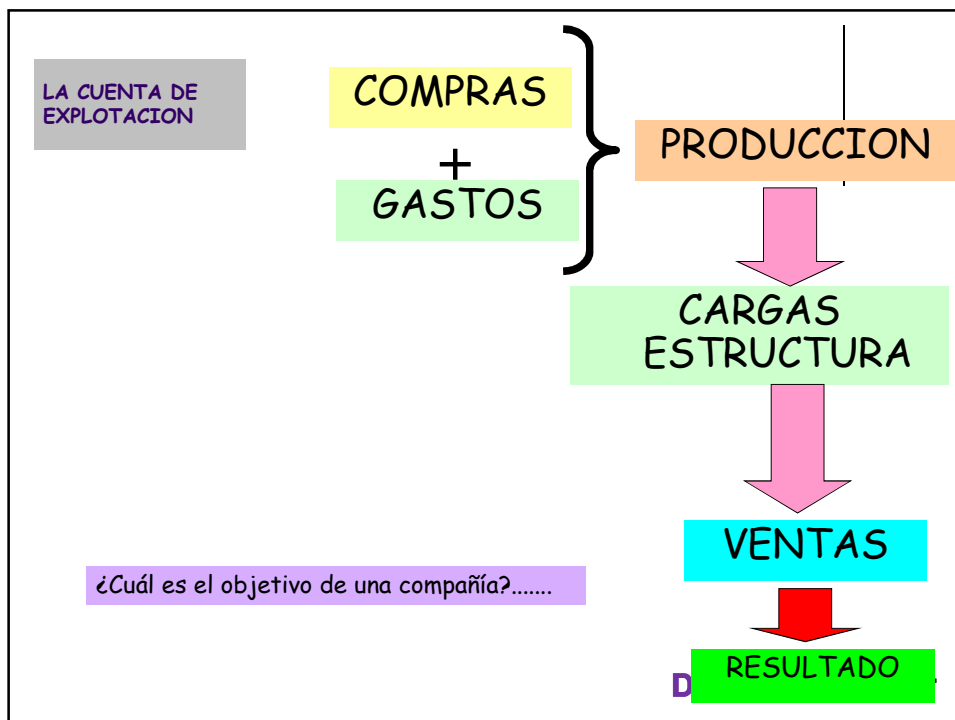 LA CUENTA DE
EXPLOTACION
COMPRAS
+
GASTOS
PRODUCCION
CARGAS
ESTRUCTURA
VENTAS
¿Cuál es el objetivo de una compañía?.......
RESULTADO